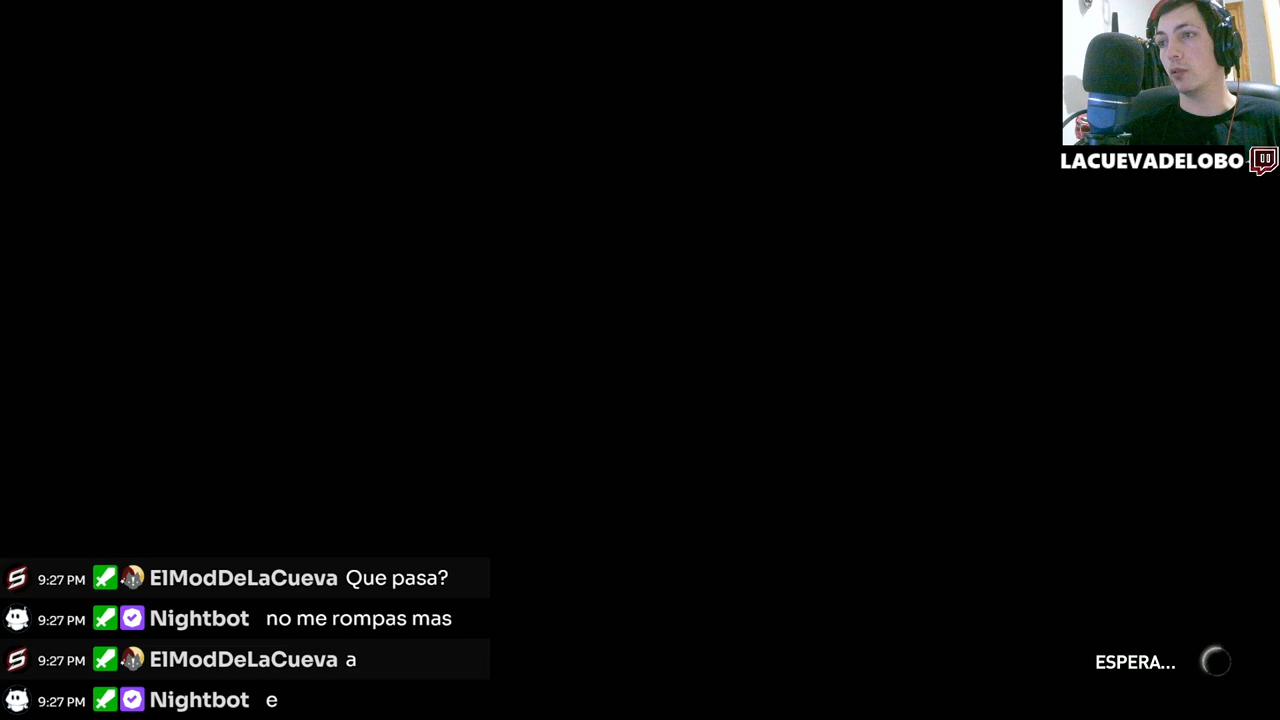 LACUEVADELOBO
9:27 PM ElModDeLaCueva Que pasa?
9:27 PM Nightbot no me rompas mas
9:27 PM ElModDeLaCueva a
9:27 PM Nightbot e
ESPERA...